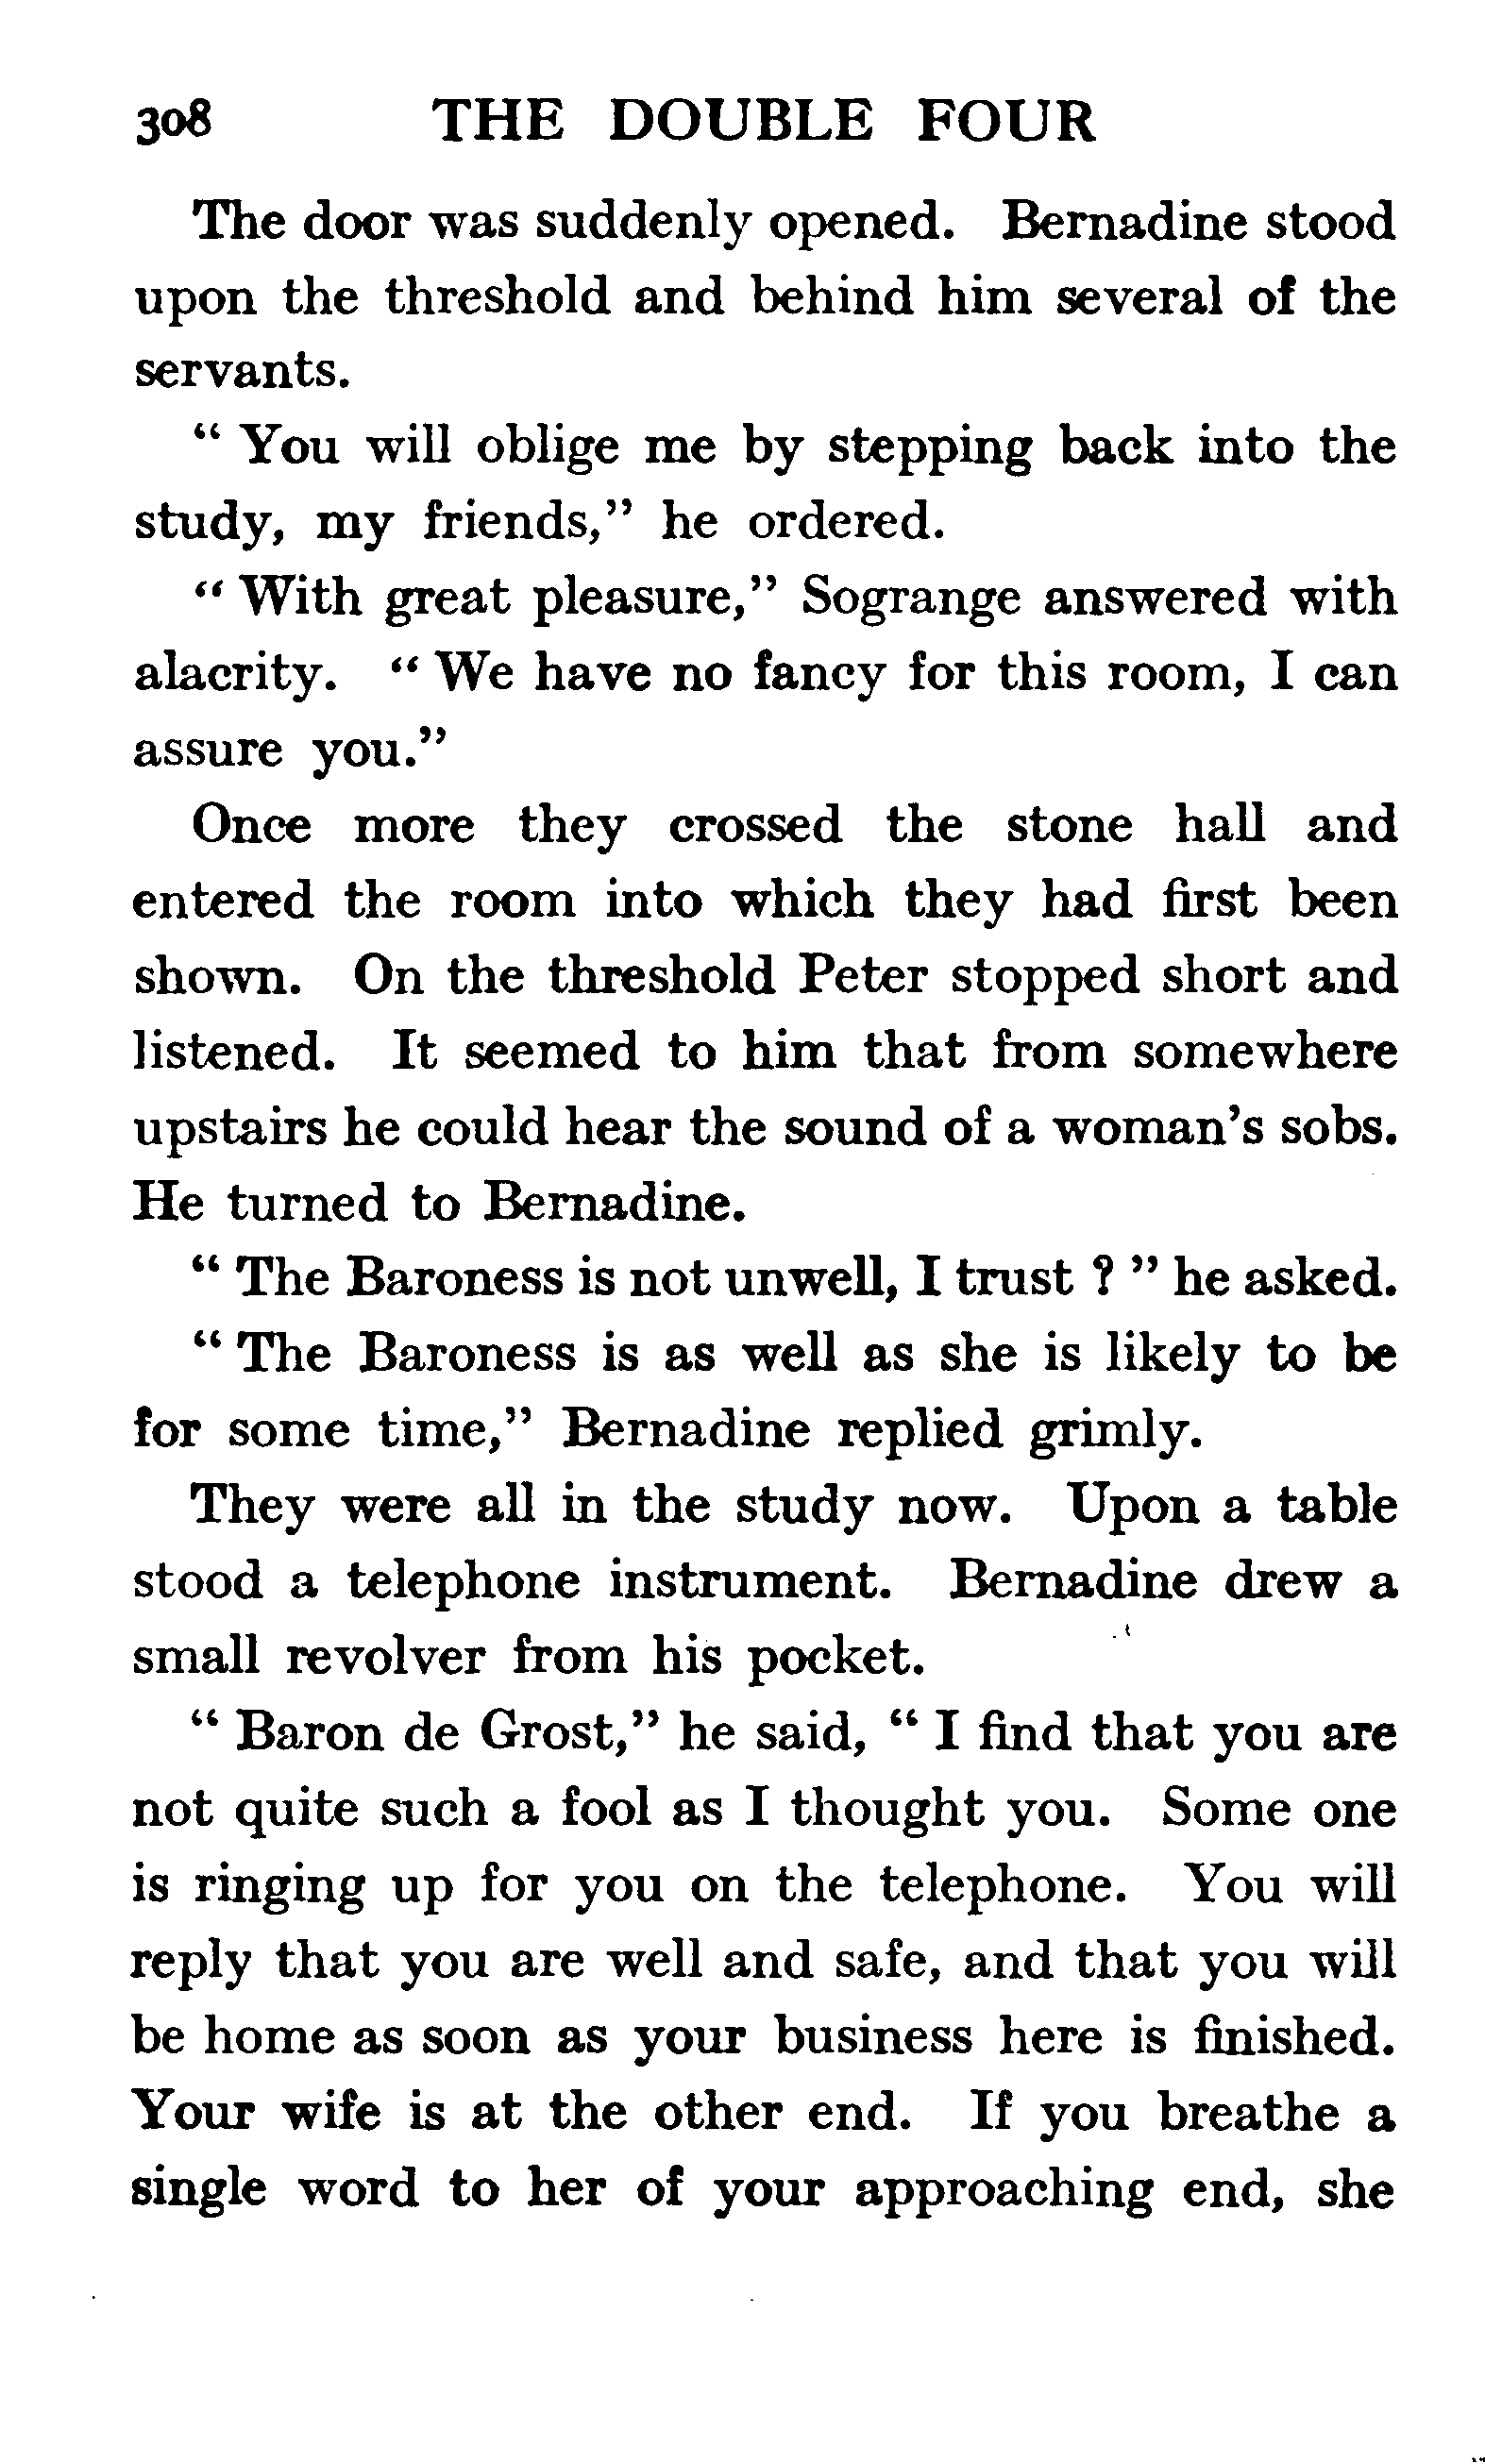 308 THE DOUBLE FOUR
The door was suddenly opened. Bernadine stood
upon the threshold and behind him several of the
servants.
“ You will oblige me by stepping back into the
study, my friends,” he ordered.
“ With great pleasure,” Sogrange answered with
alacrity. “ We have no fancy for this room, I can
assure you.”
Once more they crossed the stone hall and
entered the room into which they had first been
shown. On the threshold Peter stopped short and
listened. It seemed to him that from somewhere
upstairs he could hear the sound of a woman’s sobs.
He turned to Bernadine.
“ The Baroness is not unwell, I trust ? ” he asked.
“ The Baroness is as well as she is likely to be
for some time,” Bernadine replied grimly.
They were all in the study now. Upon a table
stood a telephone instrument. Bernadine drew a
small revolver from his pocket.
“ Baron de Grost,” he said, “ I find that you are
not quite such a fool as I thought you. Some one
is ringing up for you on the telephone. You will
reply that you are well and safe, and that you will
be home as soon as your business here is finished.
Your wife is at the other end. If you breathe a
single word to her of your approaching end, she